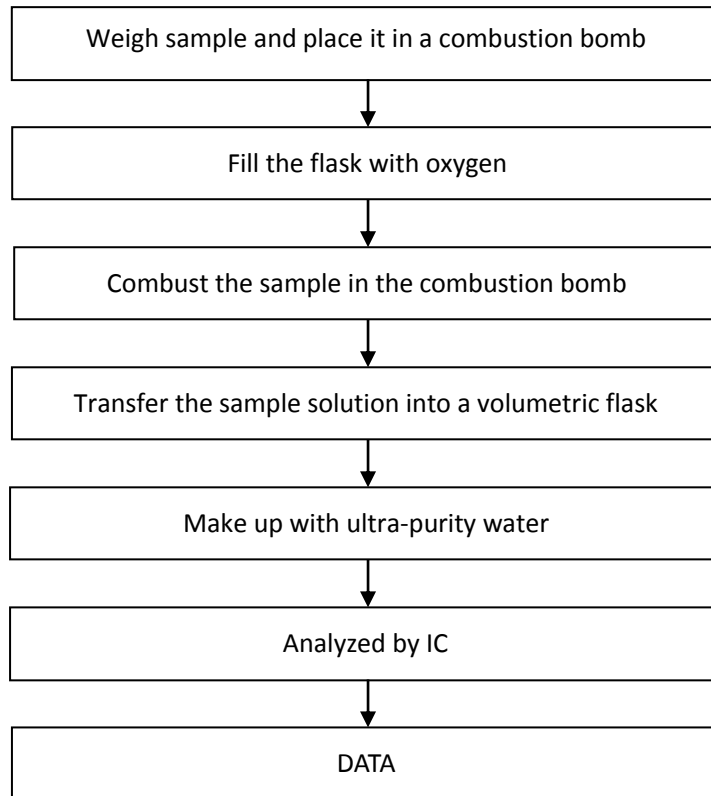 Weigh sample and place it in a combustion bomb
Fill the flask with oxygen
Combust the sample in the combustion bomb
Transfer the sample solution into a volumetric flask
Make up with ultra-purity water
Analyzed by IC
DATA